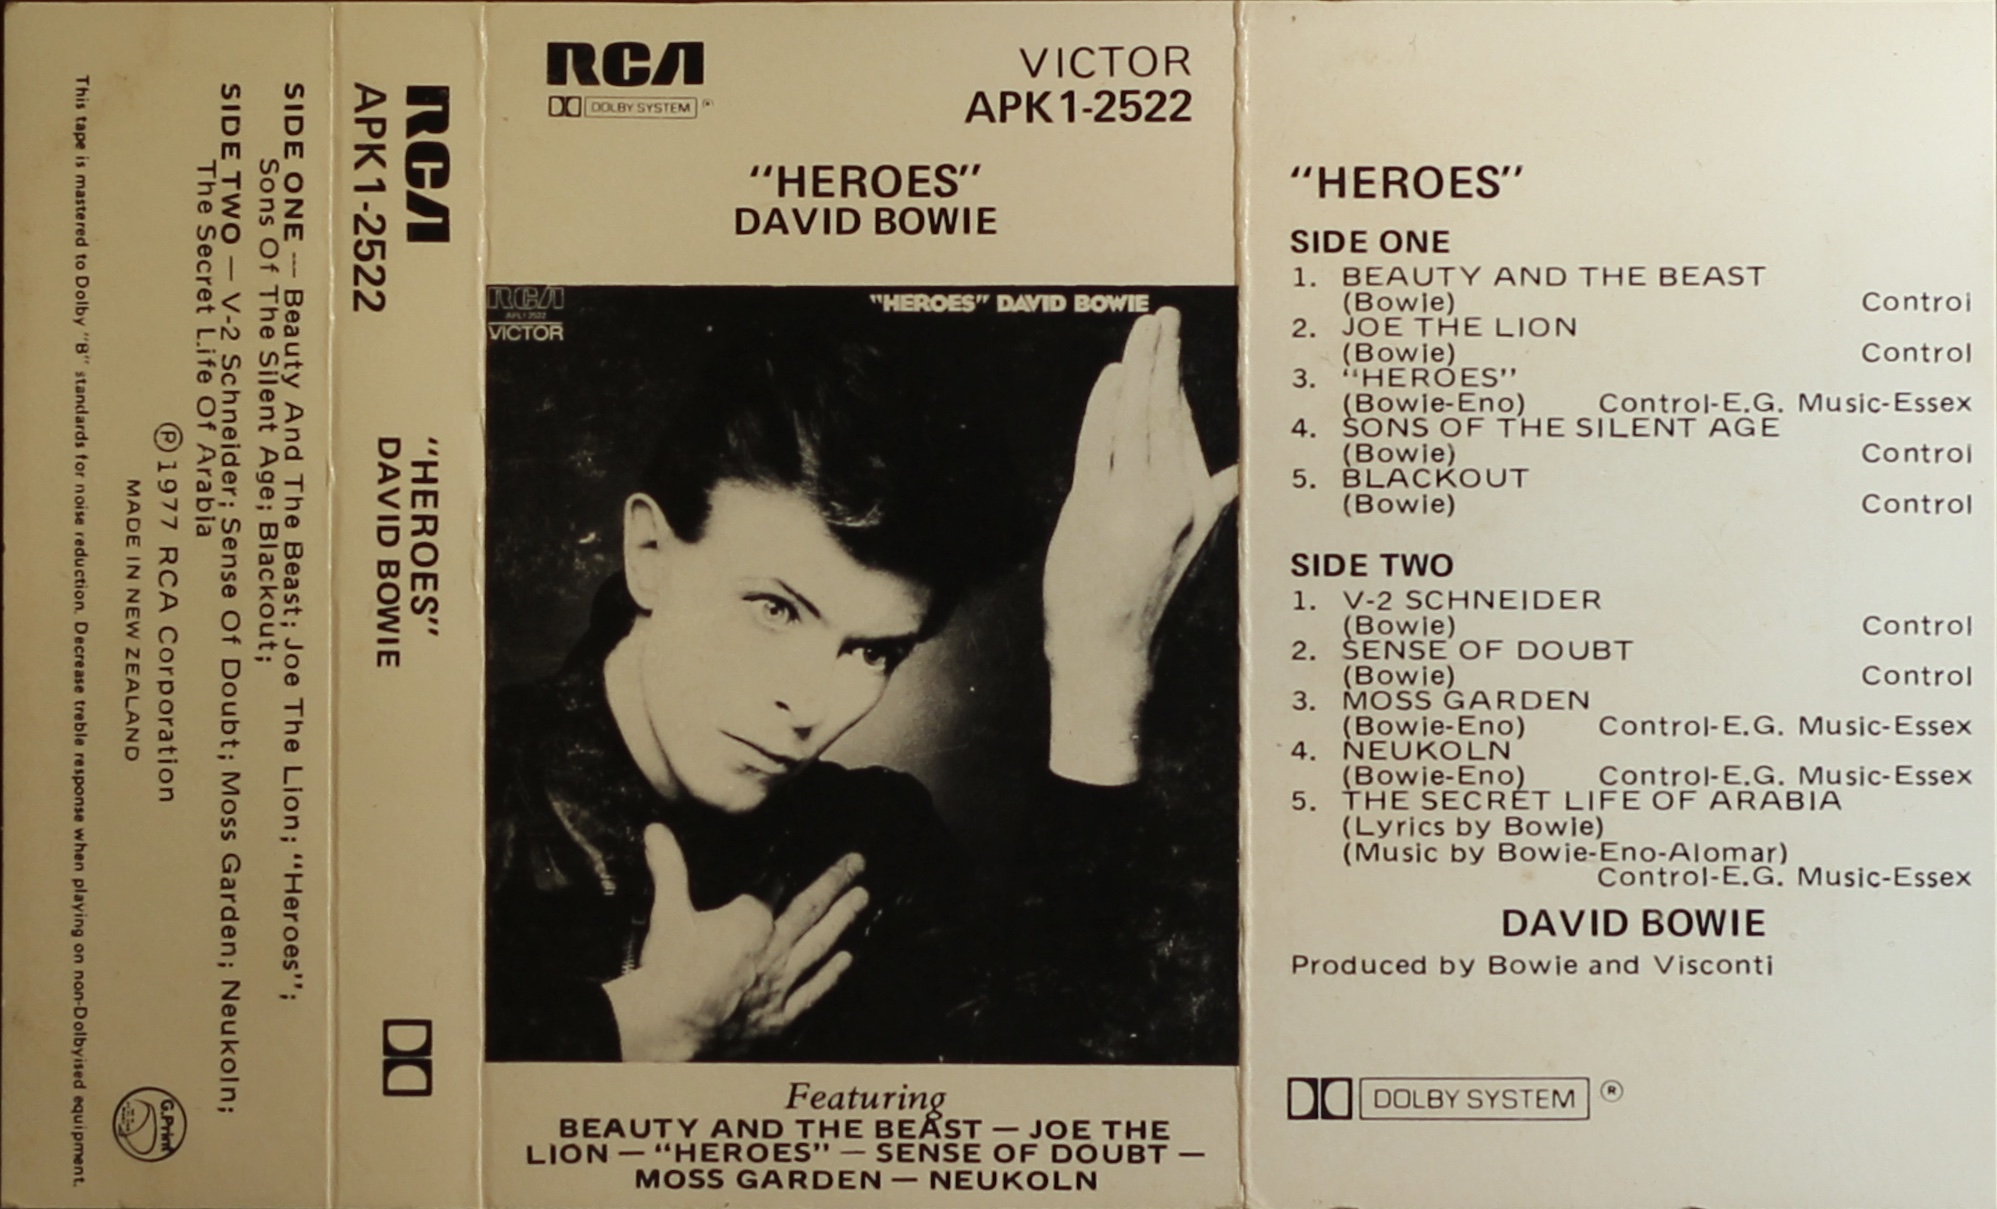 This tape is mastered to Dolby "B" standards for noise reduction. Decrease treble response when playing on non-Dolbyised equipment.
SIDE ONE — Beauty And The Beast; Joe The Lion; "Heroes";
Sons Of The Silent Age; Blackout;
SIDE TWO — V-2 Schneider; Sense Of Doubt; Moss Garden; Neukoln;
The Secret Life Of Arabia
Ⓟ1977 RCA Corporation
MADE IN NEW ZEALAND
G.Print
RCA
APK1-2522
"HEROES"
DAVID BOWIE
RCA
DOLBY SYSTEM ®
VICTOR
APK1-2522
"HEROES"
DAVID BOWIE
RCA
APL1 2522
VICTOR
"HEROES" DAVID BOWIE
Featuring
BEAUTY AND THE BEAST — JOE THE
LION — "HEROES" — SENSE OF DOUBT —
MOSS GARDEN — NEUKOLN
"HEROES"
SIDE ONE
1. BEAUTY AND THE BEAST
(Bowie) Control
2. JOE THE LION
(Bowie) Control
3. "HEROES"
(Bowie-Eno) Control-E.G. Music-Essex
4. SONS OF THE SILENT AGE
(Bowie) Control
5. BLACKOUT
(Bowie) Control
SIDE TWO
1. V-2 SCHNEIDER
(Bowie) Control
2. SENSE OF DOUBT
(Bowie) Control
3. MOSS GARDEN
(Bowie-Eno) Control-E.G. Music-Essex
4. NEUKOLN
(Bowie-Eno) Control-E.G. Music-Essex
5. THE SECRET LIFE OF ARABIA
(Lyrics by Bowie)
(Music by Bowie-Eno-Alomar)
Control-E.G. Music-Essex
DAVID BOWIE
Produced by Bowie and Visconti
DOLBY SYSTEM ®